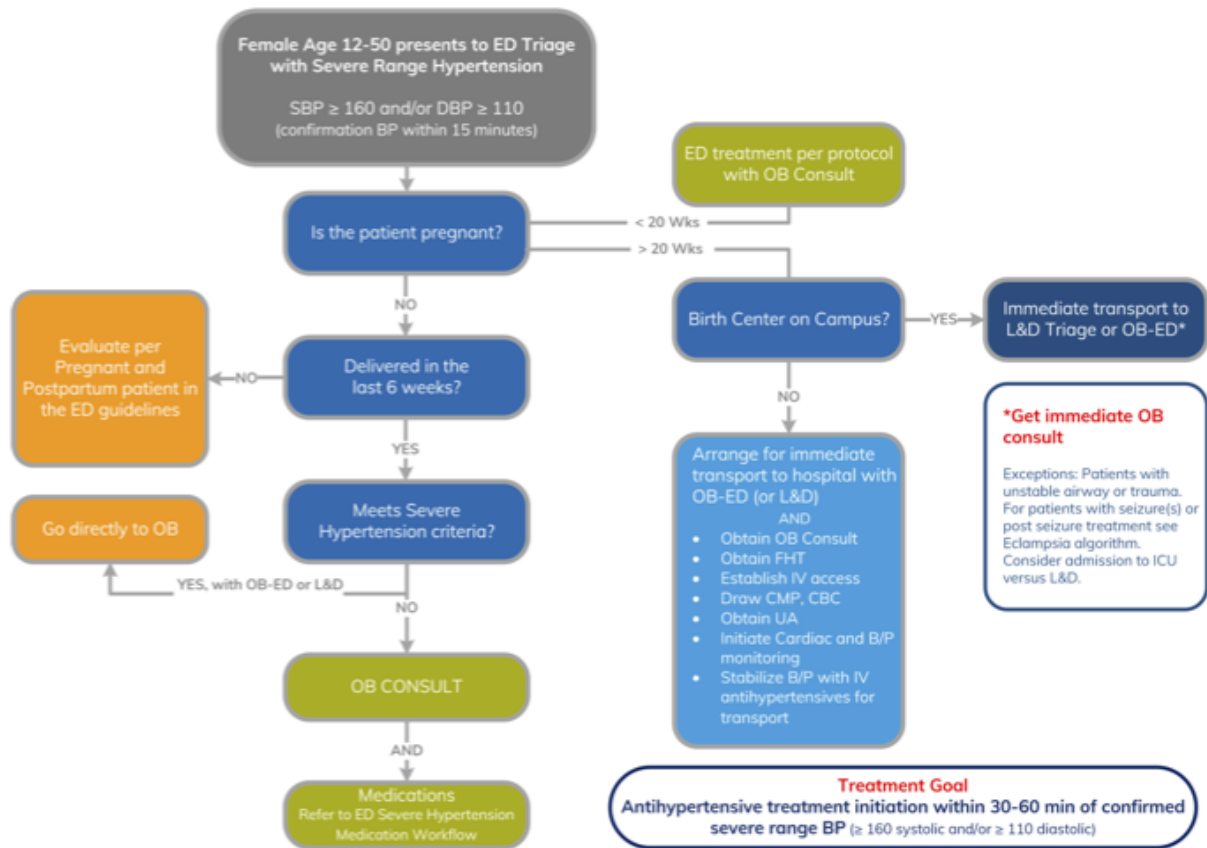 Female Age 12-50 presents to ED Triage
with Severe Range Hypertension
SBP ≥ 160 and/or DBP ≥ 110
(confirmation BP within 15 minutes)
ED treatment per protocol
with OB Consult
Is the patient pregnant?
< 20 Wks
> 20 Wks
NO
Birth Center on Campus?
YES
Immediate transport to
L&D Triage or OB-ED*
Evaluate per
Pregnant and
Postpartum patient in
the ED guidelines
NO
Delivered in the
last 6 weeks?
NO
YES
*Get immediate OB
consult
Exceptions: Patients with
unstable airway or trauma.
For patients with seizure(s) or
post seizure treatment see
Eclampsia algorithm.
Consider admission to ICU
versus L&D.
Arrange for immediate
transport to hospital with
OB-ED (or L&D)
AND
• Obtain OB Consult
• Obtain FHT
• Establish IV access
• Draw CMP, CBC
• Obtain UA
• Initiate Cardiac and B/P
monitoring
• Stabilize B/P with IV
antihypertensives for
transport
Go directly to OB
Meets Severe
Hypertension criteria?
YES, with OB-ED or L&D
NO
OB CONSULT
AND
Medications
Refer to ED Severe Hypertension
Medication Workflow
Treatment Goal
Antihypertensive treatment initiation within 30-60 min of confirmed
severe range BP (≥ 160 systolic and/or ≥ 110 diastolic)